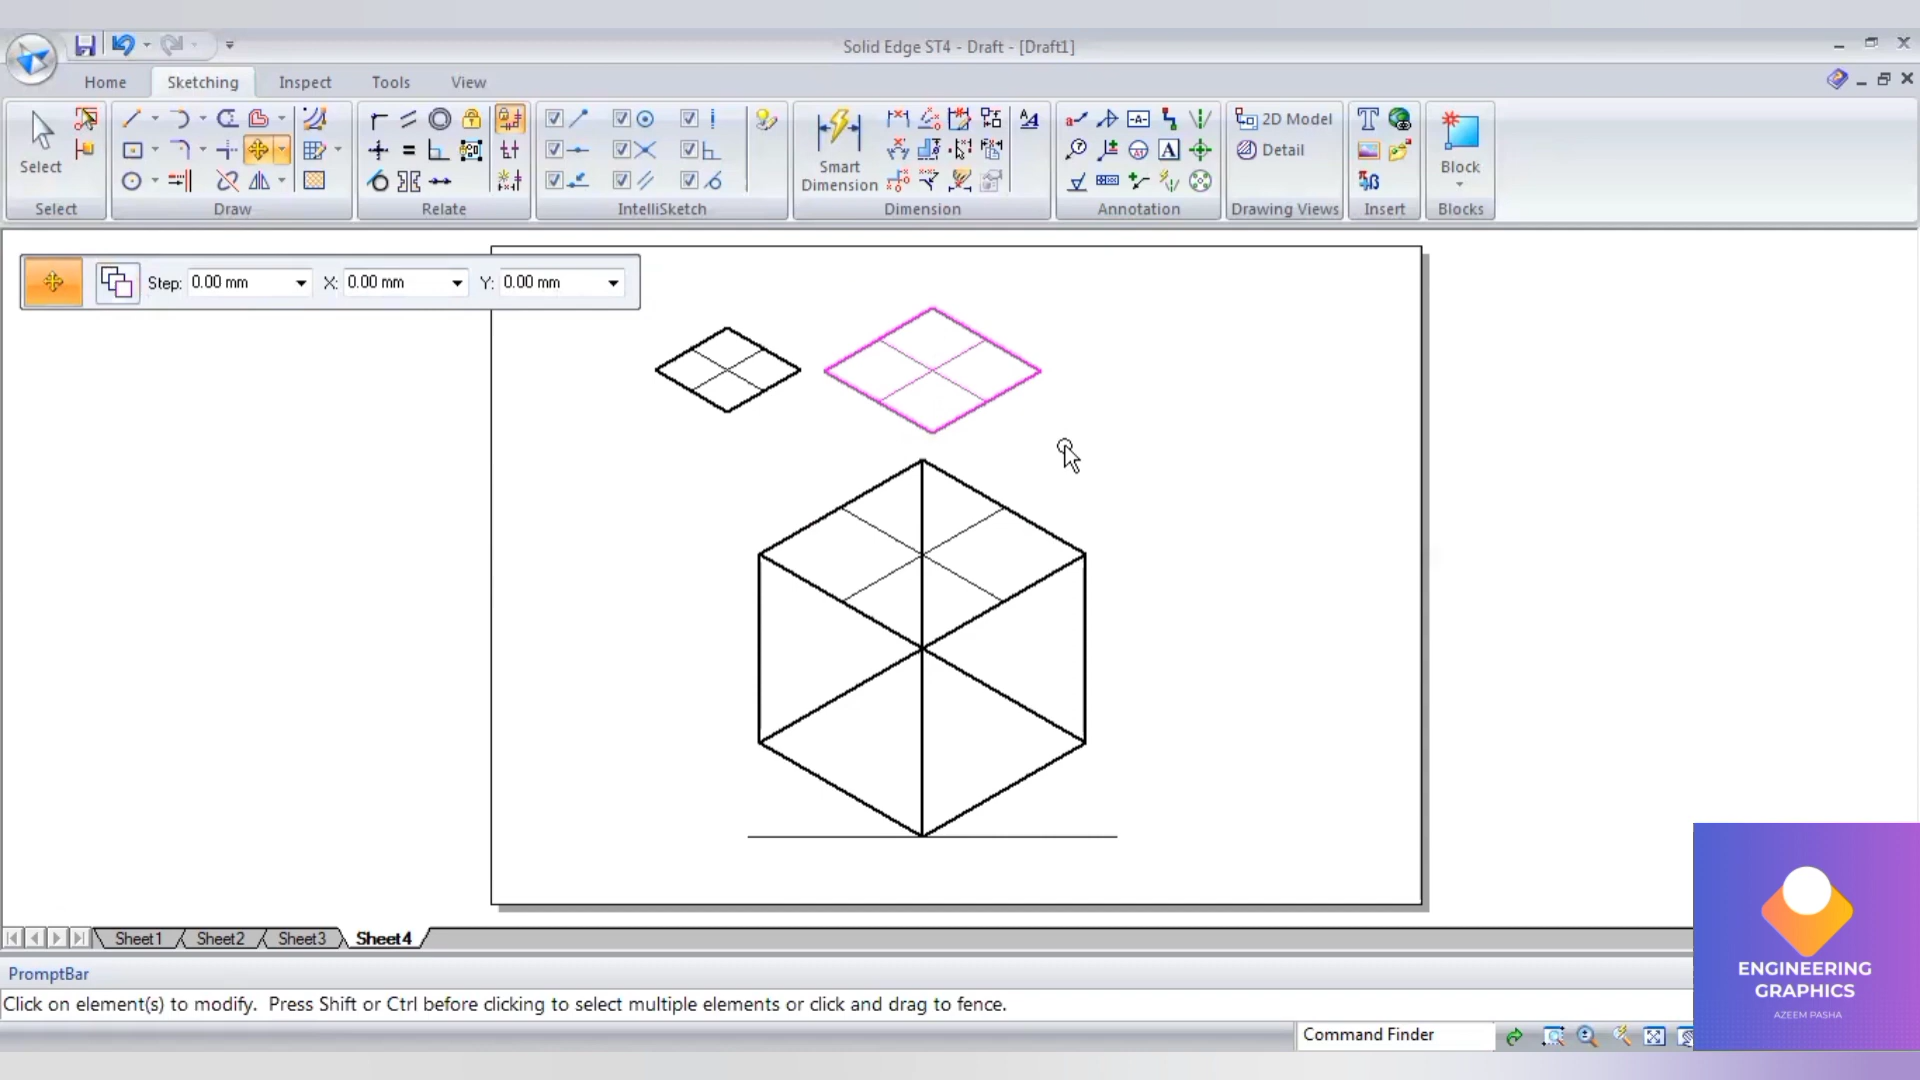 Solid Edge ST4 - Draft - [Draft1]
Home Sketching Inspect Tools View
Select
Smart
Dimension
2D Model
Detail
Block
Select Draw Relate IntelliSketch Dimension Annotation Drawing Views Insert Blocks
Step: 0.00 mm X: 0.00 mm Y: 0.00 mm
Sheet1 Sheet2 Sheet3 Sheet4
PromptBar
Click on element(s) to modify. Press Shift or Ctrl before clicking to select multiple elements or click and drag to fence.
Command Finder
ENGINEERING
GRAPHICS
AZEEM PASHA